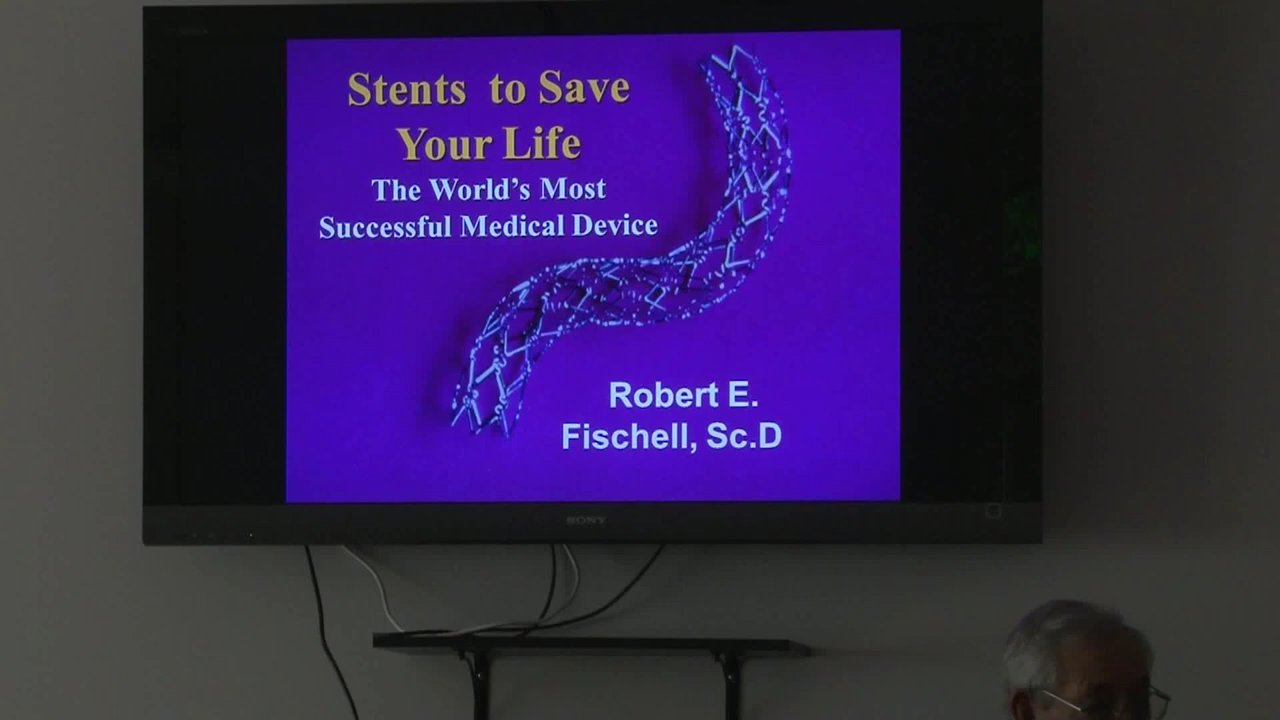 Stents to Save
Your Life
The World's Most
Successful Medical Device
Robert E.
Fischell, Sc.D
SONY